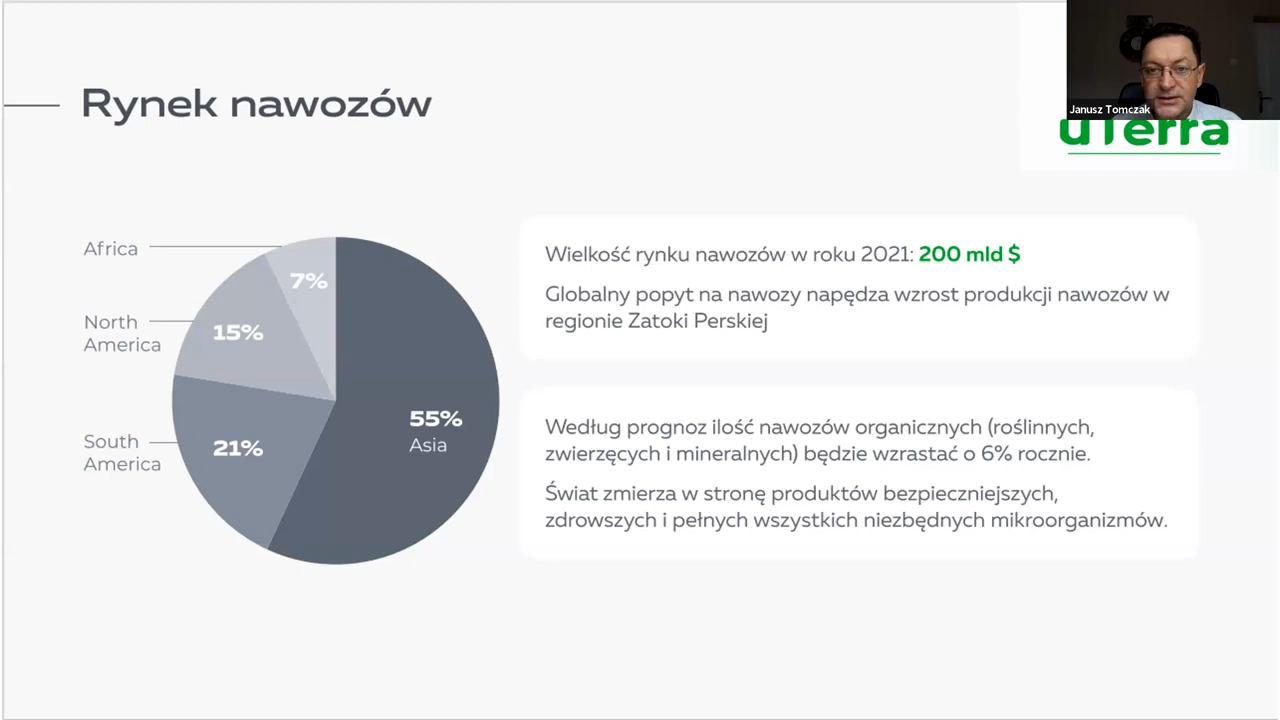 Janusz Tomczak
Rynek nawozów
uTerra
Africa
7%
North
America
15%
South
America
21%
55%
Asia
Wielkość rynku nawozów w roku 2021: 200 mld $
Globalny popyt na nawozy napędza wzrost produkcji nawozów w
regionie Zatoki Perskiej
Według prognoz ilość nawozów organicznych (roślinnych,
zwierzęcych i mineralnych) będzie wzrastać o 6% rocznie.
Świat zmierza w stronę produktów bezpieczniejszych,
zdrowszych i pełnych wszystkich niezbędnych mikroorganizmów.